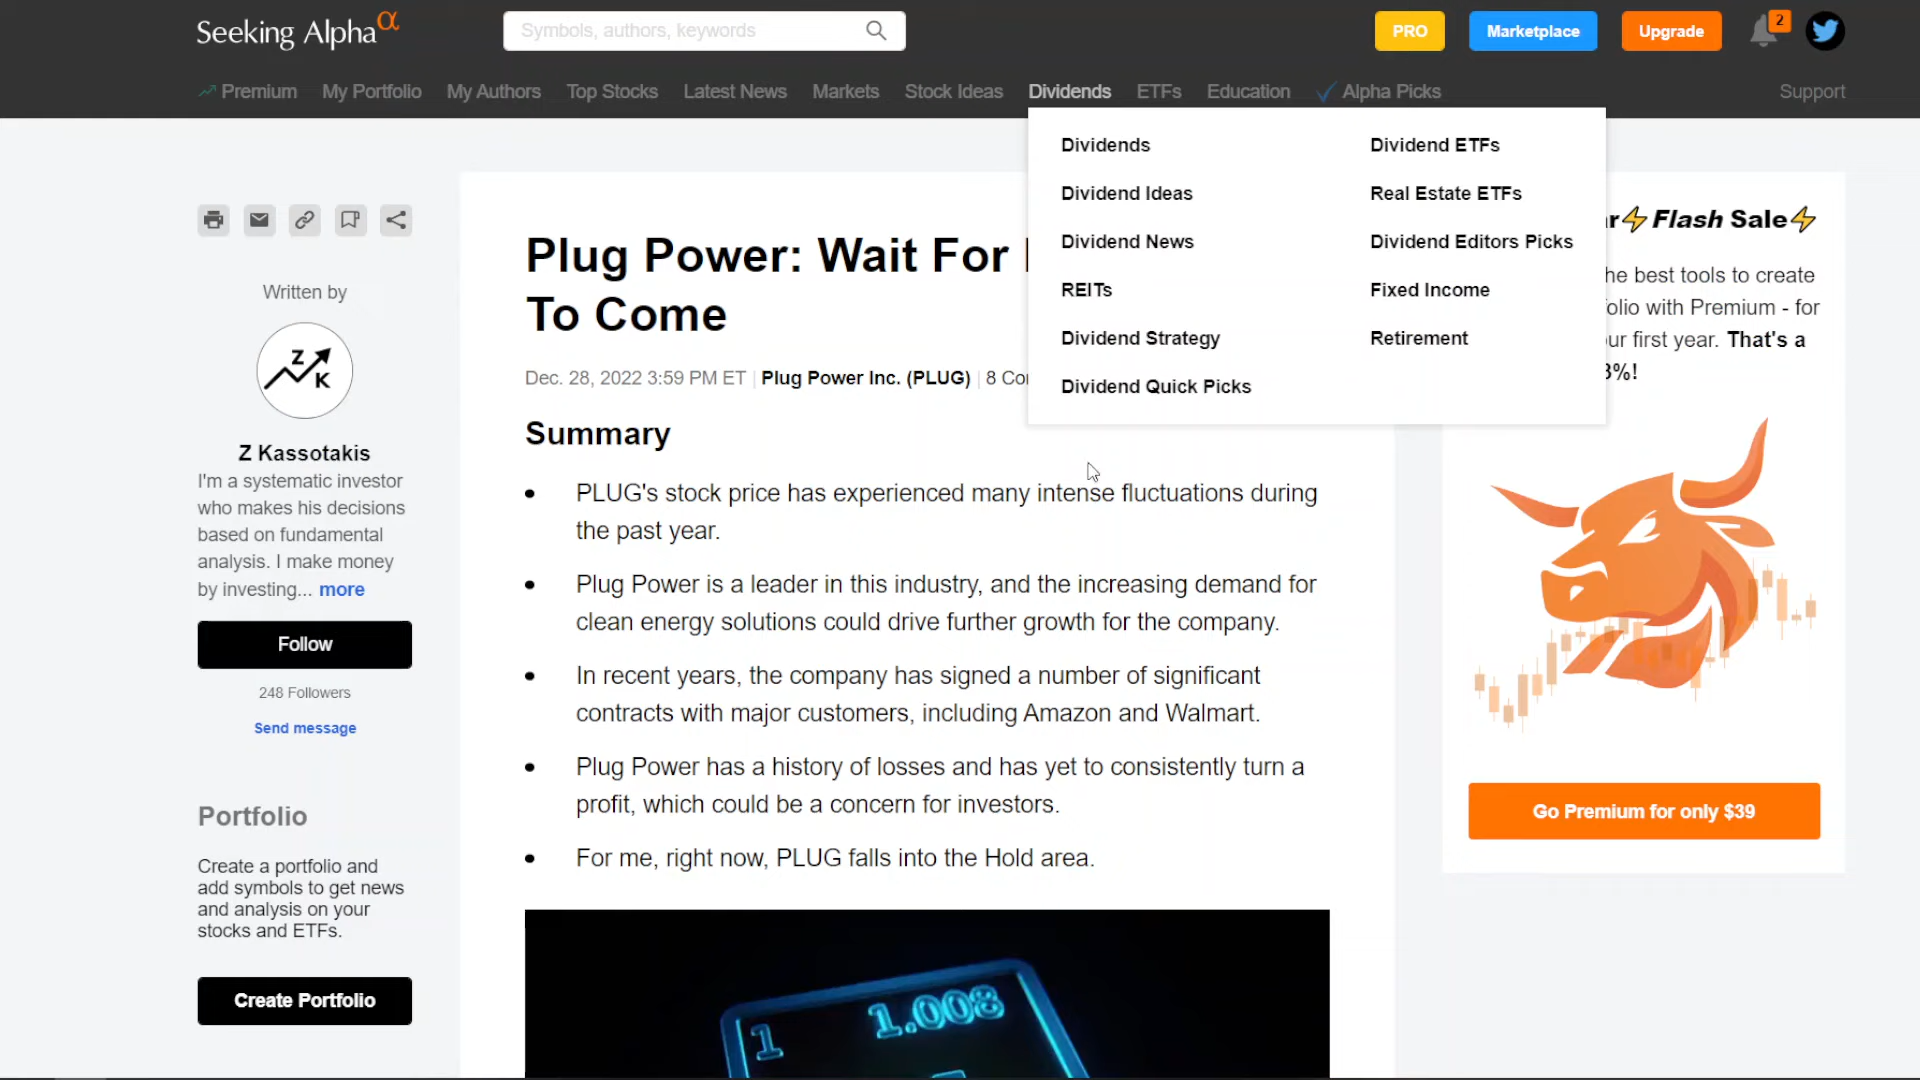 Seeking Alpha α
Symbols, authors, keywords
PRO
Marketplace
Upgrade
2
Premium My Portfolio My Authors Top Stocks Latest News Markets Stock Ideas Dividends ETFs Education Alpha Picks Support
Dividends
Dividend Ideas
Dividend News
REITs
Dividend Strategy
Dividend Quick Picks
Dividend ETFs
Real Estate ETFs
Dividend Editors Picks
Fixed Income
Retirement
Written by
Z
K
Z Kassotakis
I'm a systematic investor
who makes his decisions
based on fundamental
analysis. I make money
by investing... more
Follow
248 Followers
Send message
Portfolio
Create a portfolio and
add symbols to get news
and analysis on your
stocks and ETFs.
Create Portfolio
Plug Power: Wait For
To Come
Dec. 28, 2022 3:59 PM ET | Plug Power Inc. (PLUG) | 8
Summary
• PLUG's stock price has experienced many intense fluctuations during
the past year.
• Plug Power is a leader in this industry, and the increasing demand for
clean energy solutions could drive further growth for the company.
• In recent years, the company has signed a number of significant
contracts with major customers, including Amazon and Walmart.
• Plug Power has a history of losses and has yet to consistently turn a
profit, which could be a concern for investors.
• For me, right now, PLUG falls into the Hold area.
1 1.008
Flash Sale
best tools to create
with Premium - for
first year. That's a
%!
Go Premium for only $39